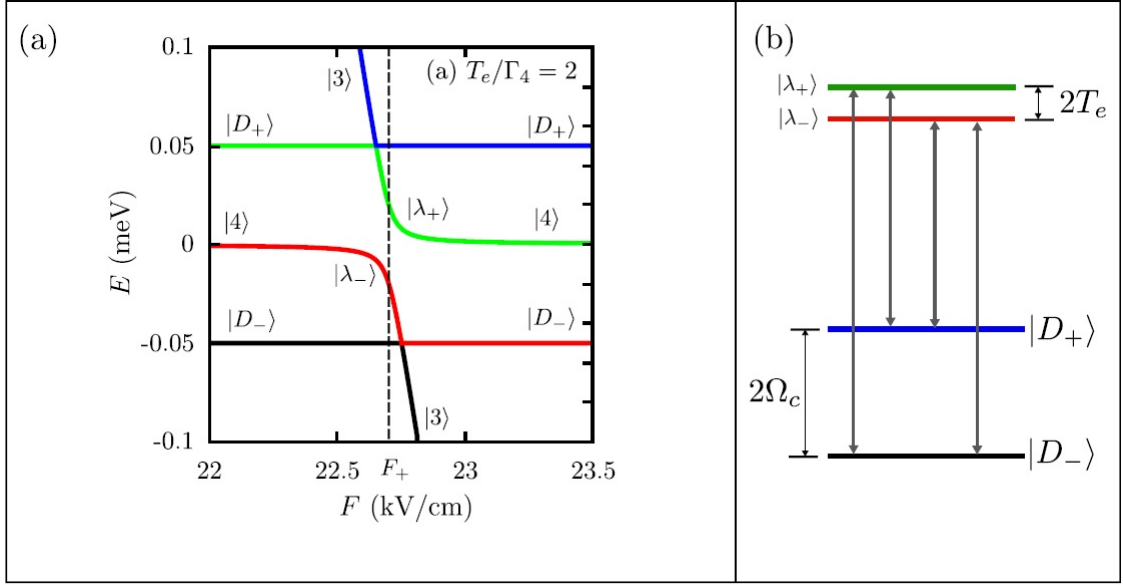 (a)
(a) T_e/Γ_4 = 2
0.1
|3⟩
|D_+⟩
|D_+⟩
0.05
|λ_+⟩
|4⟩
|4⟩
0
|λ_−⟩
|D_−⟩
|D_−⟩
-0.05
|3⟩
-0.1
E (meV)
22
22.5
F_+
23
23.5
F (kV/cm)
(b)
|λ_+⟩
2T_e
|λ_−⟩
|D_+⟩
2Ω_c
|D_−⟩